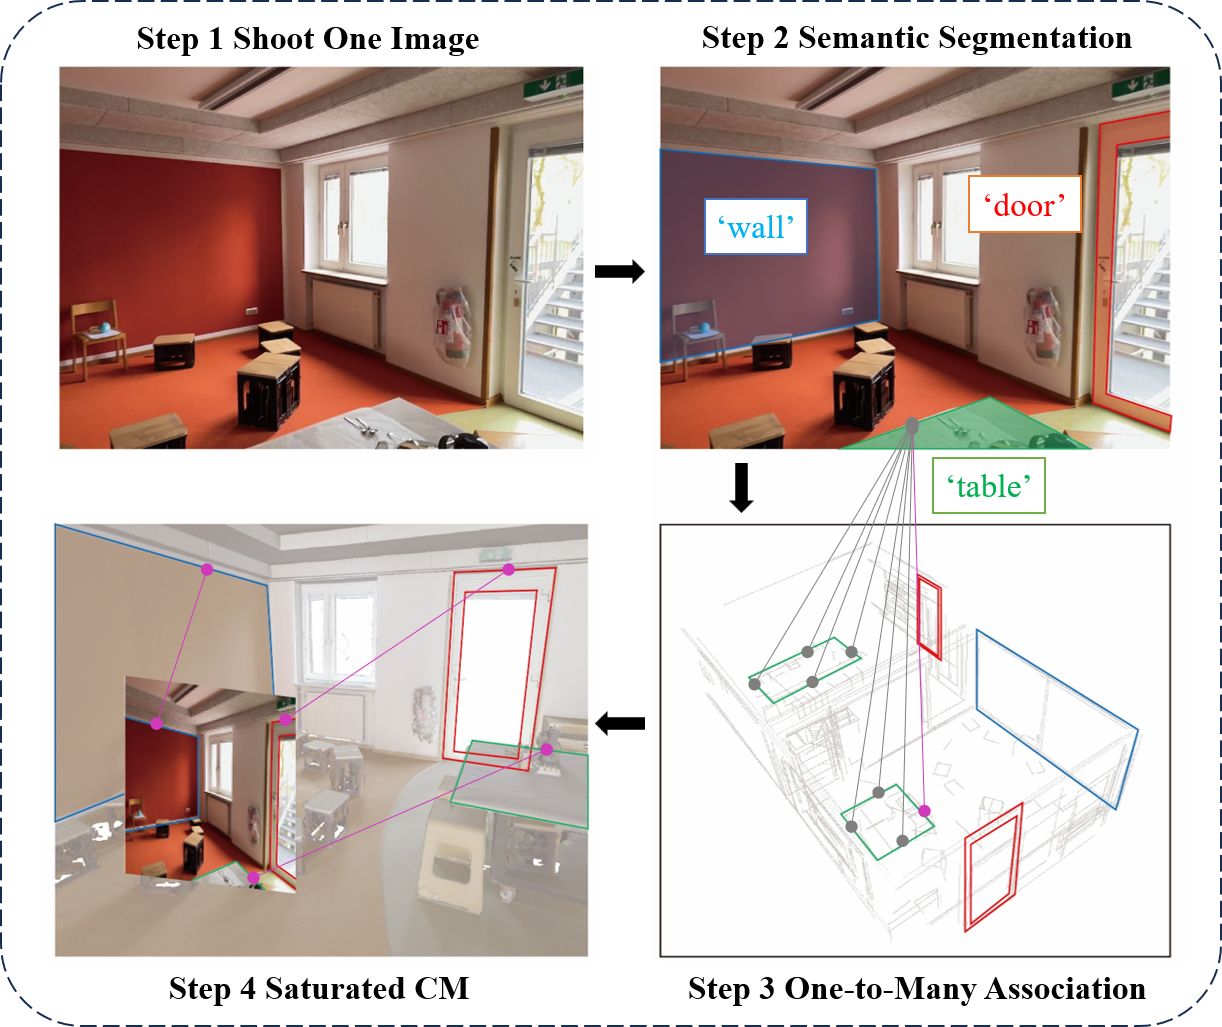 Step 1 Shoot One Image
Step 2 Semantic Segmentation
‘wall’
‘door’
‘table’
Step 4 Saturated CM
Step 3 One-to-Many Association